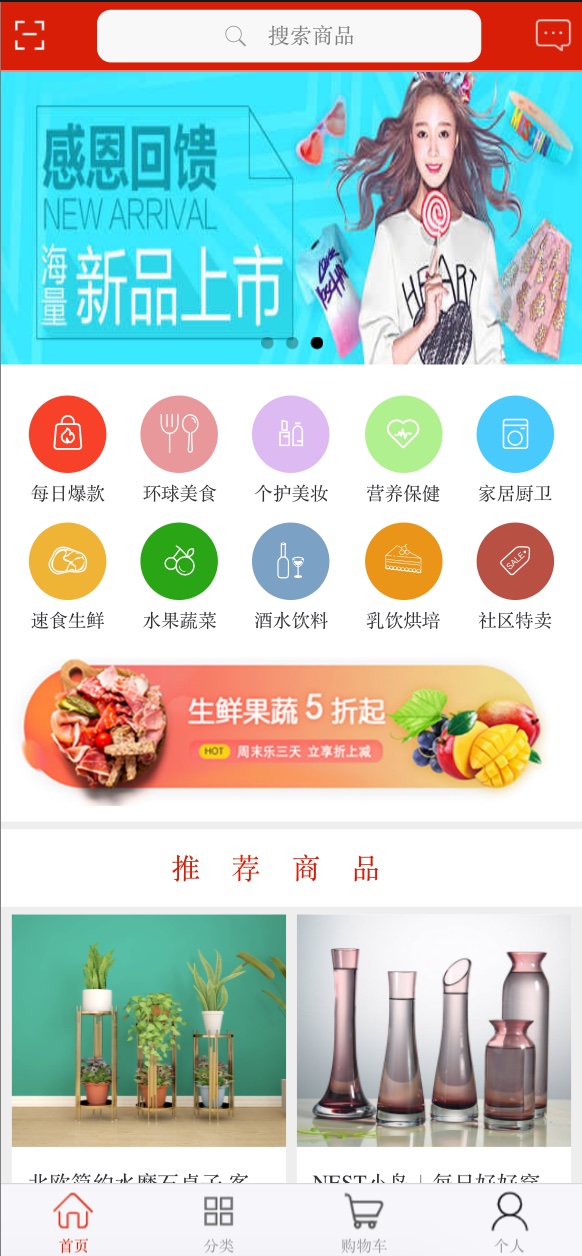 搜索商品
感恩回馈
NEW ARRIVAL
海量
新品上市
HEART
每日爆款 环球美食 个护美妆 营养保健 家居厨卫
SALE
速食生鲜 水果蔬菜 酒水饮料 乳饮烘培 社区特卖
生鲜果蔬 5 折起
HOT 周末乐三天 立享折上减
推荐商品
北欧简约水磨石桌子 客
NEST小鸟｜每日好好穿
首页 分类 购物车 个人